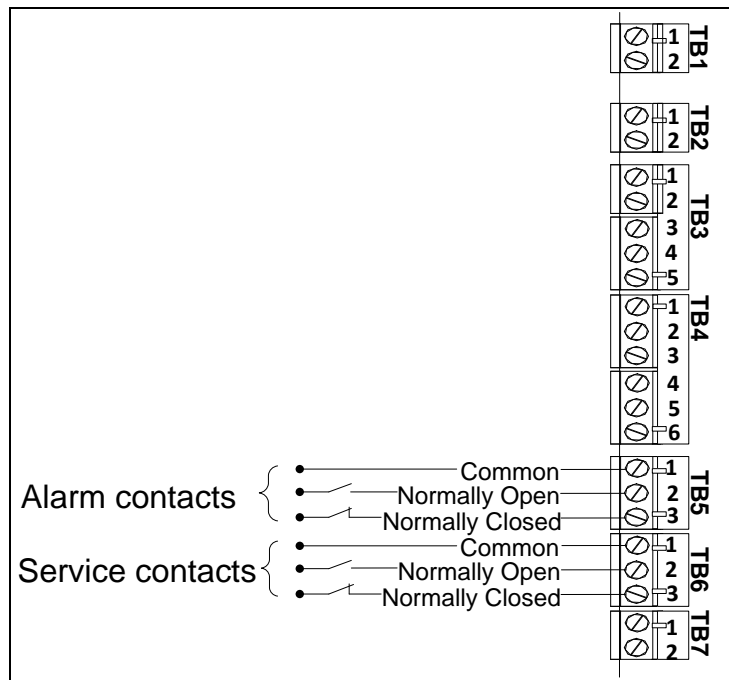 1
2
TB1
1
2
TB2
1
2
3
4
5
TB3
1
2
3
4
5
6
TB4
Alarm contacts
Common 1
Normally Open 2
Normally Closed 3
TB5
Service contacts
Common 1
Normally Open 2
Normally Closed 3
TB6
1
2
TB7